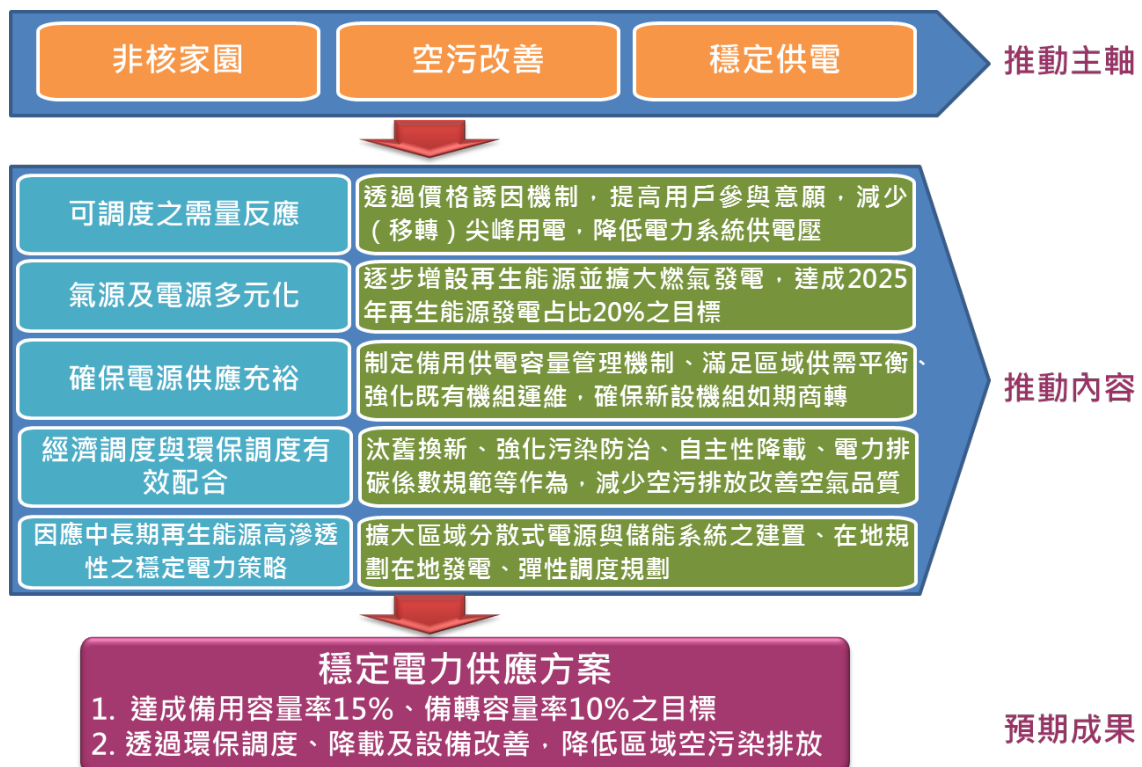 非核家園 空污改善 穩定供電 推動主軸
可調度之需量反應
透過價格誘因機制，提高用戶參與意願，減少
（移轉）尖峰用電，降低電力系統供電壓
氣源及電源多元化
逐步增設再生能源並擴大燃氣發電，達成2025
年再生能源發電占比20%之目標
確保電源供應充裕
制定備用供電容量管理機制、滿足區域供需平衡、
強化既有機組運維，確保新設機組如期商轉
推動內容
經濟調度與環保調度有
效配合
汰舊換新、強化污染防治、自主性降載、電力排
碳係數規範等作為，減少空污排放改善空氣品質
因應中長期再生能源高滲透
性之穩定電力策略
擴大區域分散式電源與儲能系統之建置、在地規
劃在地發電、彈性調度規劃
穩定電力供應方案
1. 達成備用容量率15%、備轉容量率10%之目標
2. 透過環保調度、降載及設備改善，降低區域空污染排放
預期成果